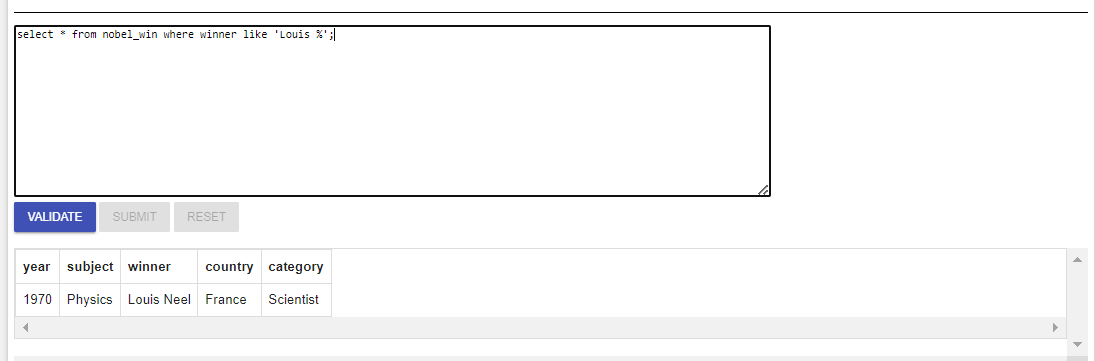 select * from nobel_win where winner like 'Louis %';
VALIDATE SUBMIT RESET
year subject winner country category
1970 Physics Louis Neel France Scientist